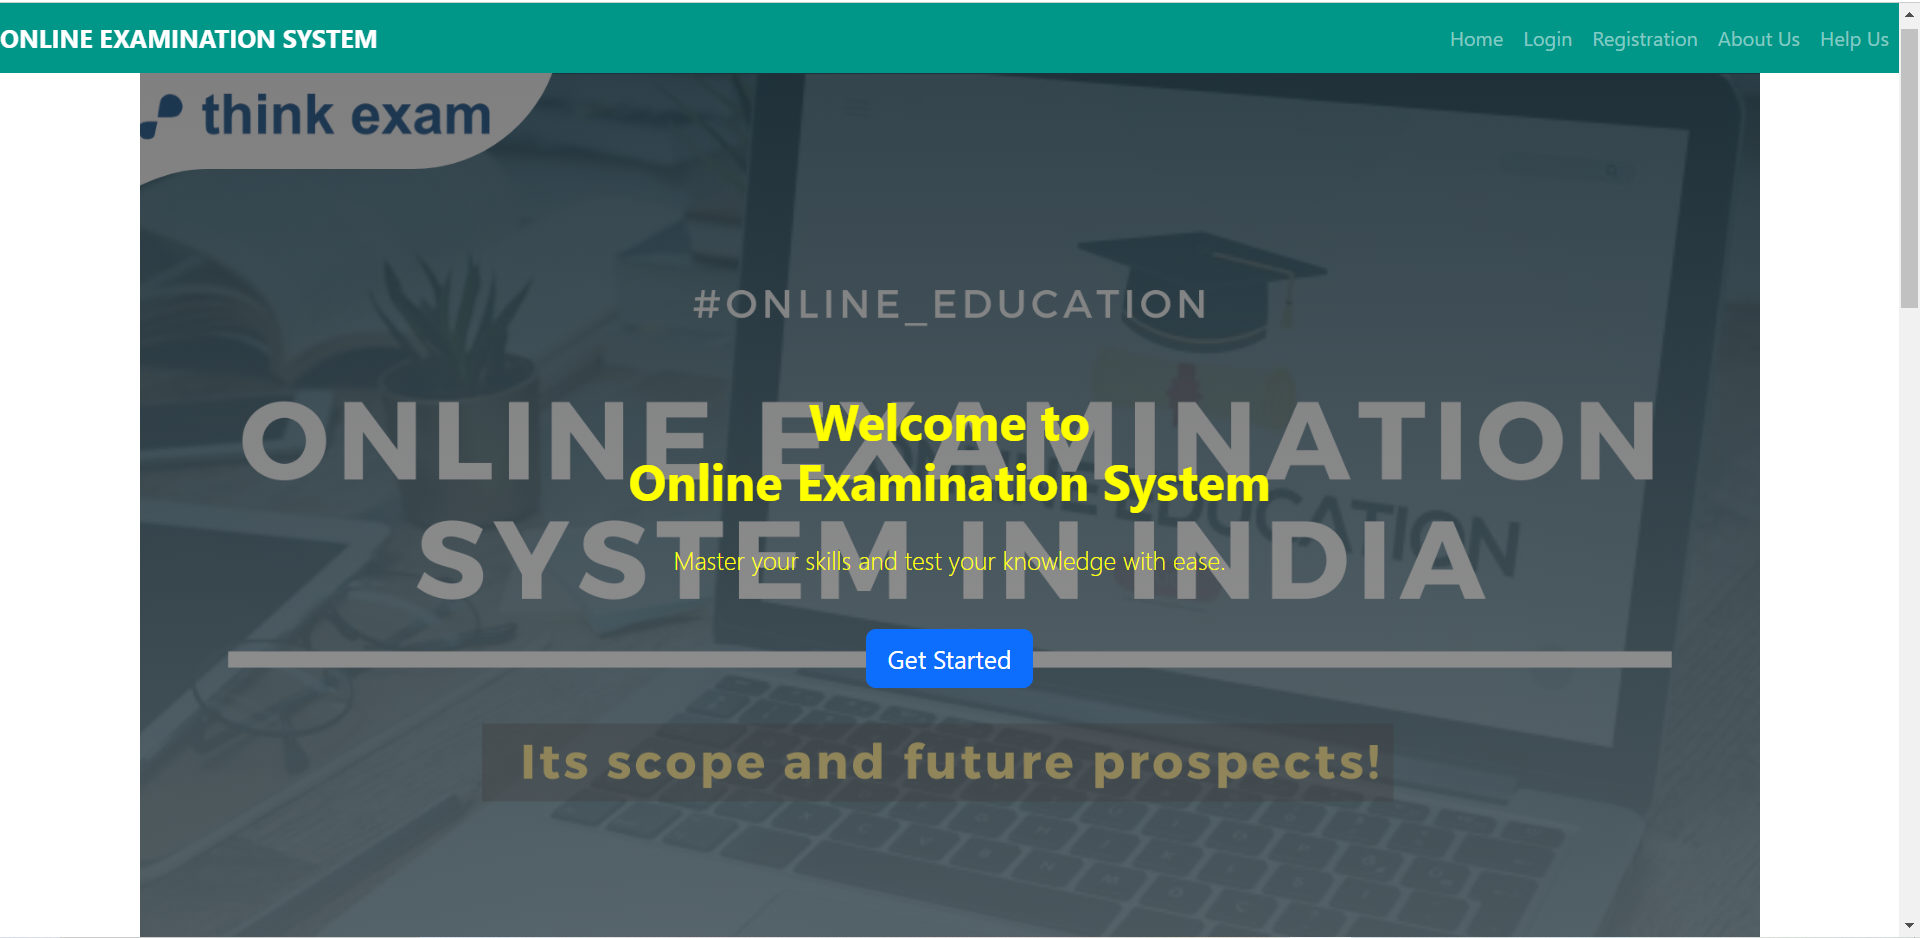 ONLINE EXAMINATION SYSTEM
Home Login Registration About Us Help Us
think exam
#ONLINE_EDUCATION
Welcome to
ONLINE EXAMINATION
Online Examination System
ONLINE EDUCATION
SYSTEM IN INDIA
Master your skills and test your knowledge with ease.
Get Started
Its scope and future prospects!